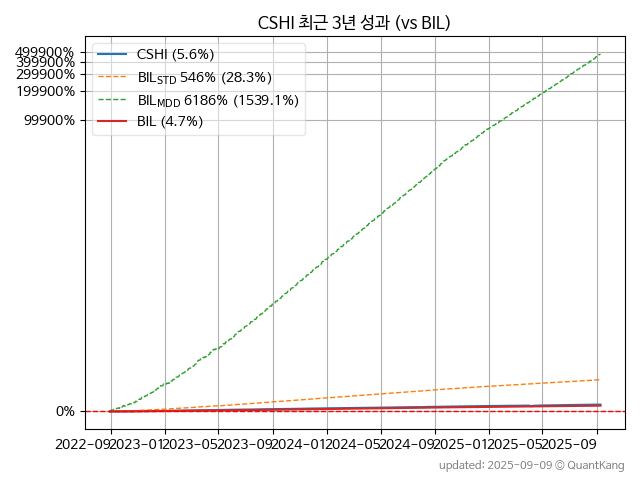 CSHI 최근 3년 성과 (vs BIL)
499900%
399900%
299900%
199900%
99900%
0%
CSHI (5.6%)
BILSTD 546% (28.3%)
BILMDD 6186% (1539.1%)
BIL (4.7%)
2022-09 2023-01 2023-05 2023-09 2024-01 2024-05 2024-09 2025-01 2025-05 2025-09
updated: 2025-09-09 © QuantKang